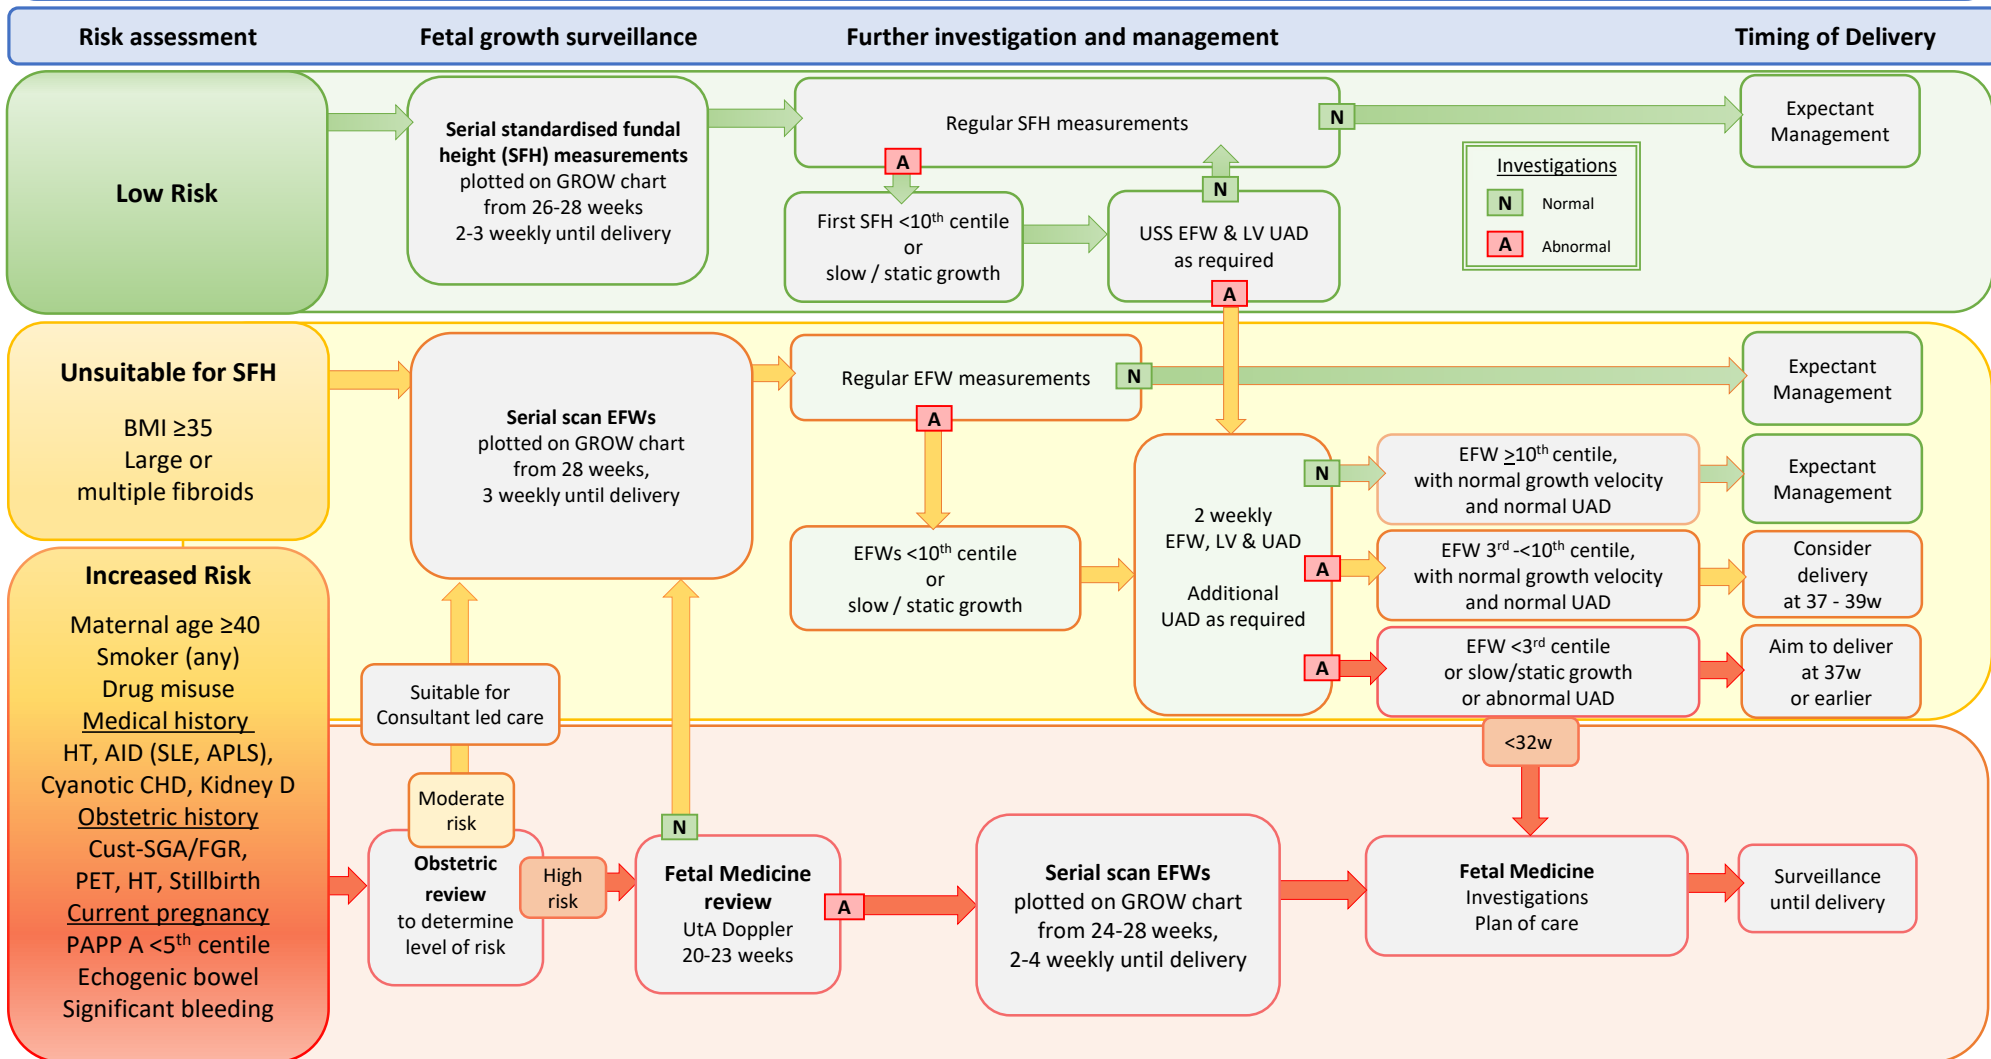 Risk assessment
Fetal growth surveillance
Further investigation and management
Timing of Delivery
Low Risk
Serial standardised fundal
height (SFH) measurements
plotted on GROW chart
from 26-28 weeks
2-3 weekly until delivery
Regular SFH measurements
N
Expectant
Management
A
First SFH <10th centile
or
slow / static growth
N
USS EFW & LV UAD
as required
A
Investigations
N Normal
A Abnormal
Unsuitable for SFH
BMI ≥35
Large or
multiple fibroids
Serial scan EFWs
plotted on GROW chart
from 28 weeks,
3 weekly until delivery
Regular EFW measurements
N
Expectant
Management
A
EFWs <10th centile
or
slow / static growth
2 weekly
EFW, LV & UAD
Additional
UAD as required
N
EFW ≥10th centile,
with normal growth velocity
and normal UAD
Expectant
Management
A
EFW 3rd -<10th centile,
with normal growth velocity
and normal UAD
Consider
delivery
at 37 - 39w
A
EFW <3rd centile
or slow/static growth
or abnormal UAD
Aim to deliver
at 37w
or earlier
Increased Risk
Maternal age ≥40
Smoker (any)
Drug misuse
Medical history
HT, AID (SLE, APLS),
Cyanotic CHD, Kidney D
Obstetric history
Cust-SGA/FGR,
PET, HT, Stillbirth
Current pregnancy
PAPP A <5th centile
Echogenic bowel
Significant bleeding
Suitable for
Consultant led care
Moderate
risk
Obstetric
review
to determine
level of risk
High
risk
N
Fetal Medicine
review
UtA Doppler
20-23 weeks
A
Serial scan EFWs
plotted on GROW chart
from 24-28 weeks,
2-4 weekly until delivery
<32w
Fetal Medicine
Investigations
Plan of care
Surveillance
until delivery